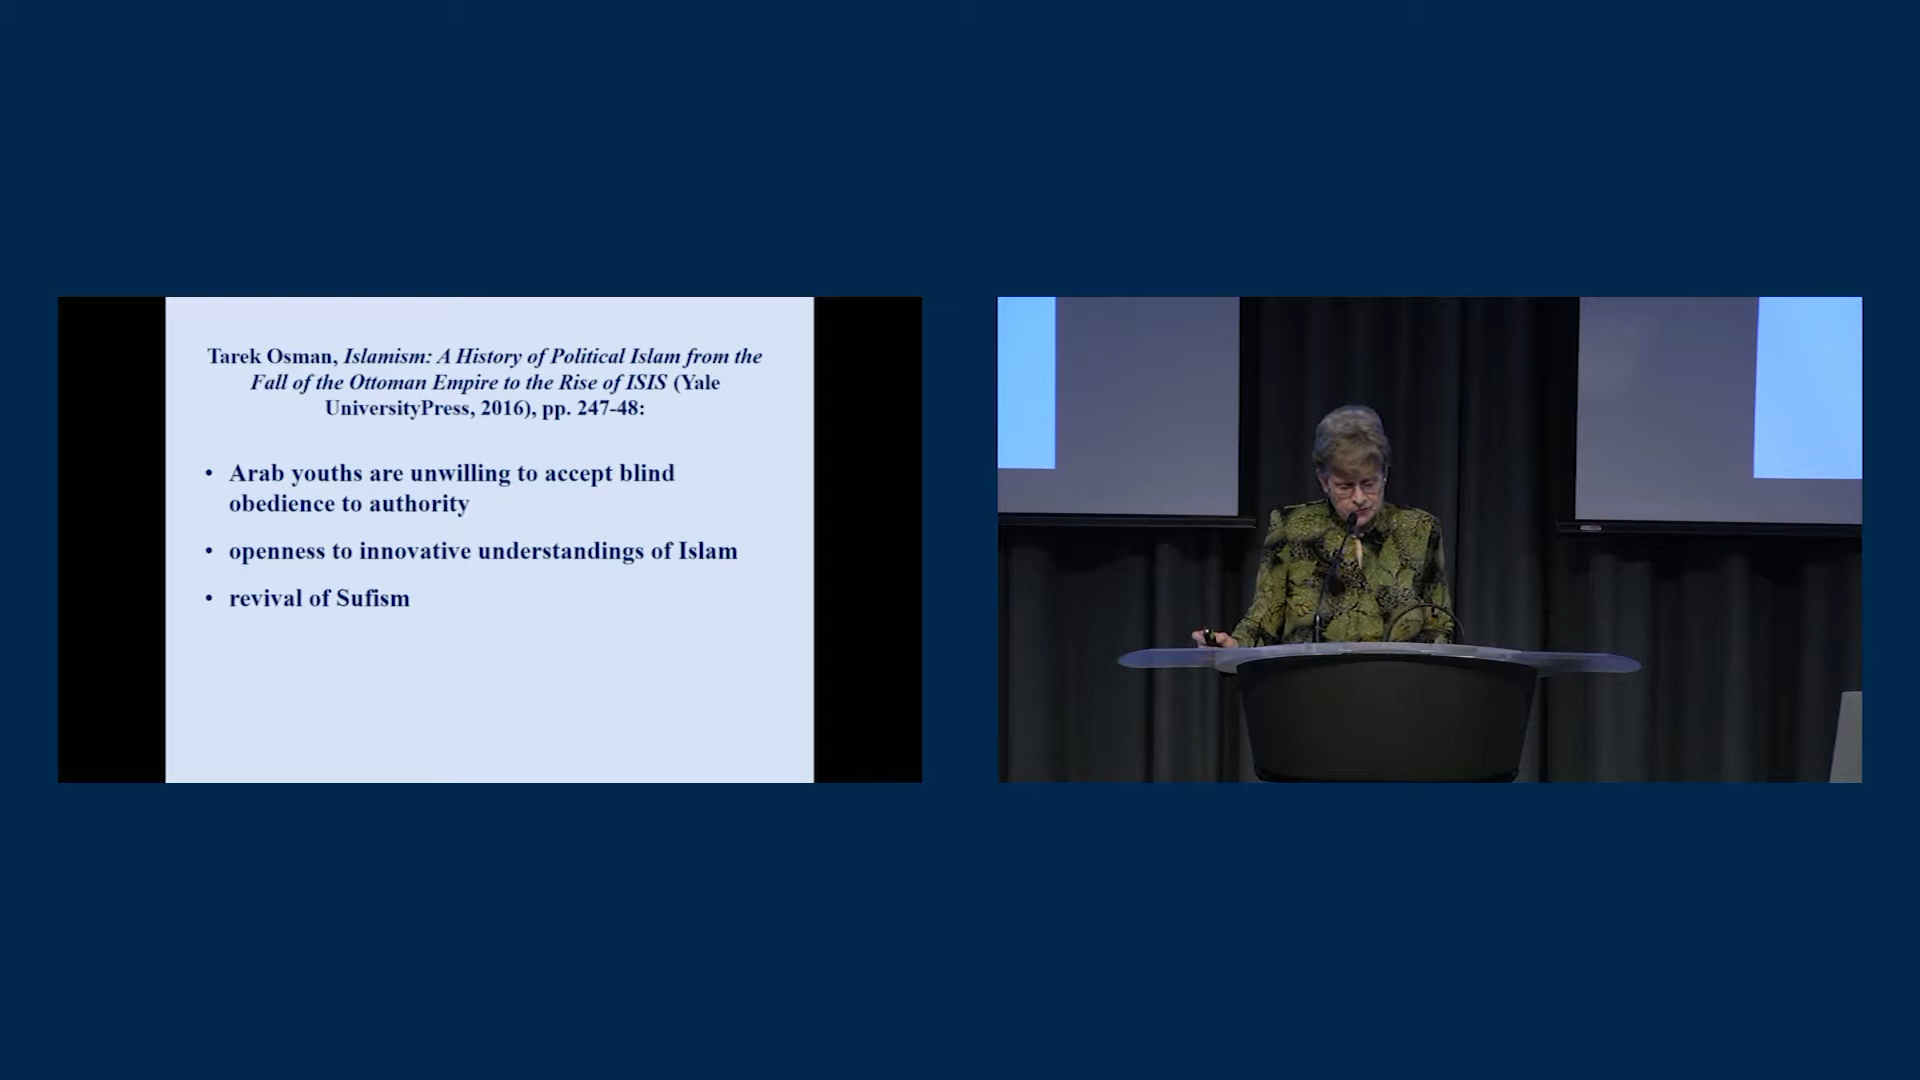 Tarek Osman, Islamism: A History of Political Islam from the
Fall of the Ottoman Empire to the Rise of ISIS (Yale
UniversityPress, 2016), pp. 247-48:
• Arab youths are unwilling to accept blind
obedience to authority
• openness to innovative understandings of Islam
• revival of Sufism